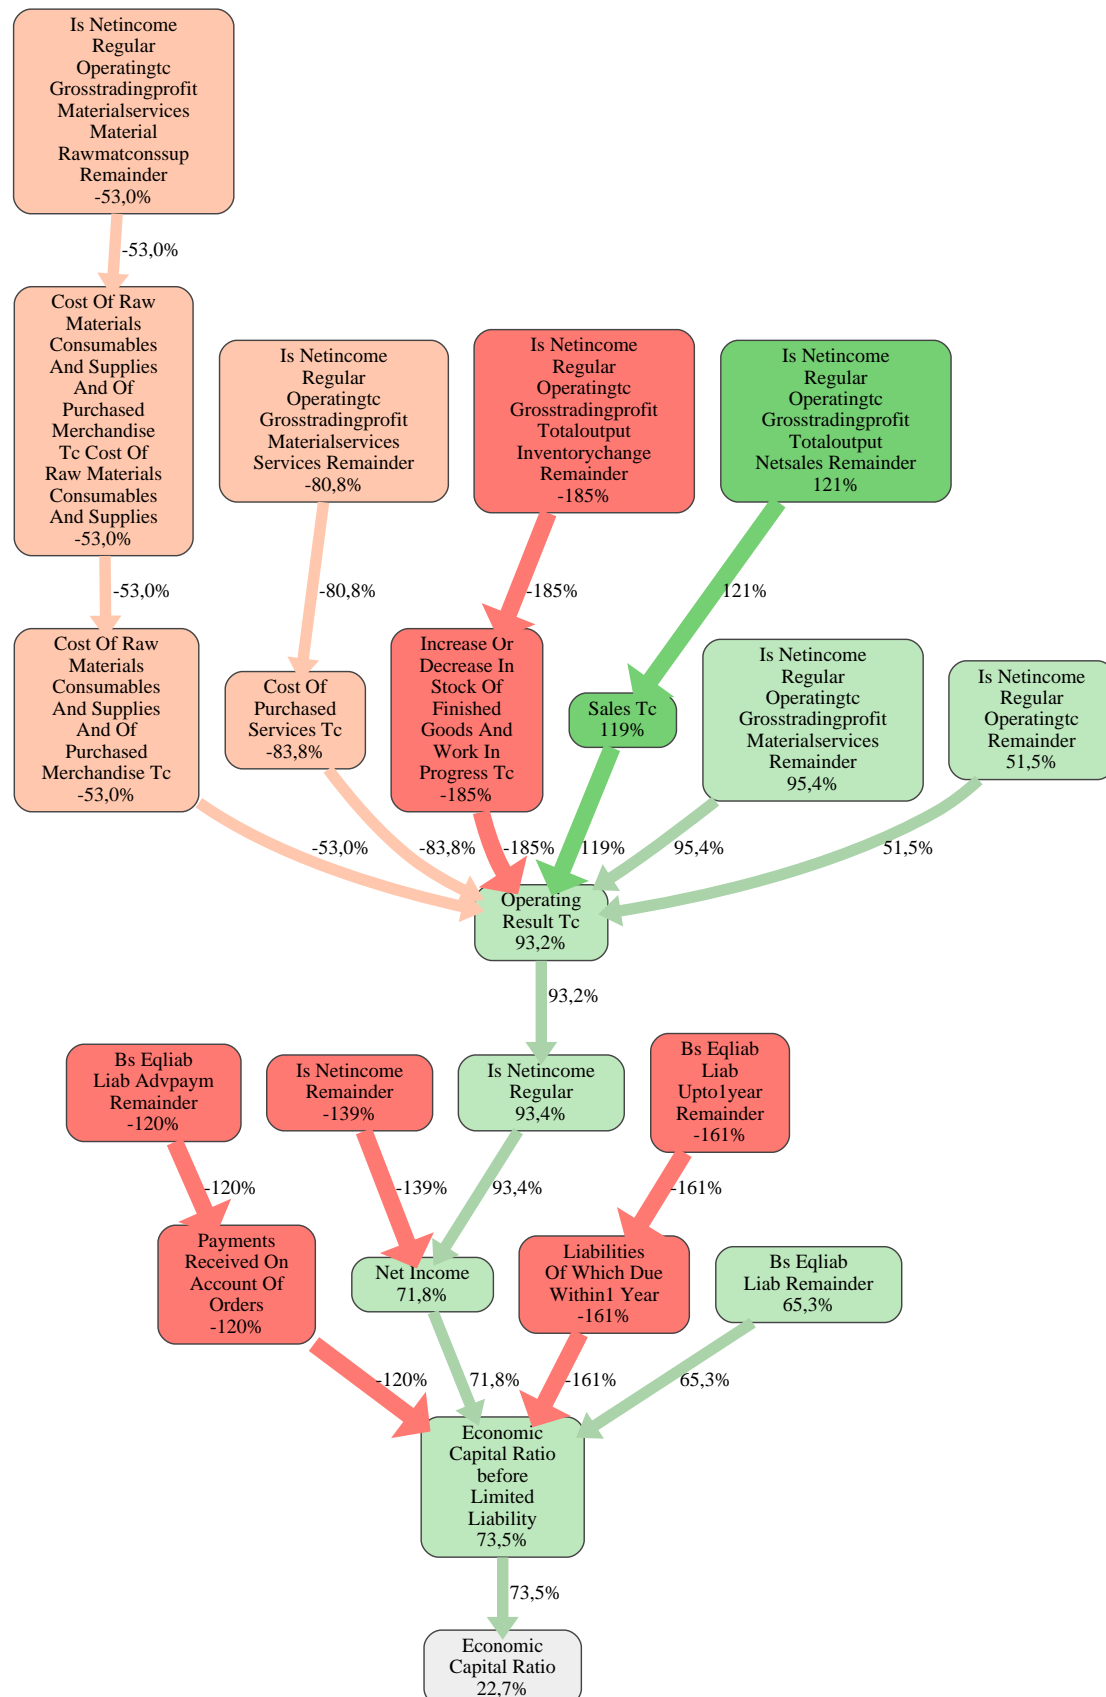 Is Netincome
Regular
Operatingtc
Grosstradingprofit
Materialservices
Material
Rawmatconssup
Remainder
-53,0%
-53,0%
Cost Of Raw
Materials
Consumables
And Supplies
And Of
Purchased
Merchandise
Tc Cost Of
Raw Materials
Consumables
And Supplies
-53,0%
Is Netincome
Regular
Operatingtc
Grosstradingprofit
Materialservices
Services Remainder
-80,8%
Is Netincome
Regular
Operatingtc
Grosstradingprofit
Totaloutput
Inventorychange
Remainder
-185%
Is Netincome
Regular
Operatingtc
Grosstradingprofit
Totaloutput
Netsales Remainder
121%
-53,0%
-80,8%
-185%
121%
Cost Of Raw
Materials
Consumables
And Supplies
And Of
Purchased
Merchandise Tc
-53,0%
Cost Of
Purchased
Services Tc
-83,8%
Increase Or
Decrease In
Stock Of
Finished
Goods And
Work In
Progress Tc
-185%
Sales Tc
119%
Is Netincome
Regular
Operatingtc
Grosstradingprofit
Materialservices
Remainder
95,4%
Is Netincome
Regular
Operatingtc
Remainder
51,5%
-53,0%
-83,8%
-185%
119%
95,4%
51,5%
Operating
Result Tc
93,2%
93,2%
Bs Eqliab
Liab Advpaym
Remainder
-120%
Is Netincome
Remainder
-139%
Is Netincome
Regular
93,4%
Bs Eqliab
Liab
Upto1year
Remainder
-161%
-120%
-139%
93,4%
-161%
Payments
Received On
Account Of
Orders
-120%
Net Income
71,8%
Liabilities
Of Which Due
Within1 Year
-161%
Bs Eqliab
Liab Remainder
65,3%
-120%
71,8%
-161%
65,3%
Economic
Capital Ratio
before
Limited
Liability
73,5%
73,5%
Economic
Capital Ratio
22,7%